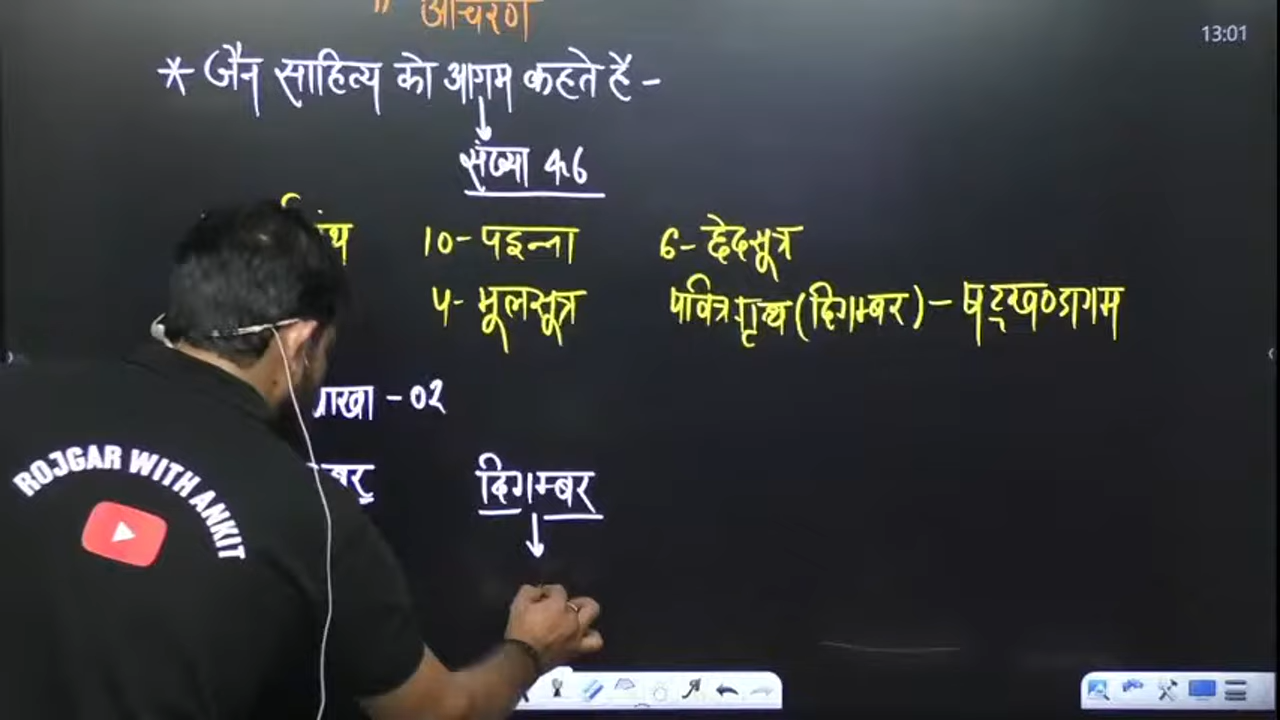 " आचरण
13:01
* जैन साहित्य को आगम कहते है -
संख्या 46
10- पइन्ना
6- छेदसूत्र
4- मूलसूत्र
पवित्र ग्रन्थ (दिगम्बर) - षट्खण्डागम
शाखा - 02
दिगम्बर
ROJGAR WITH ANKIT